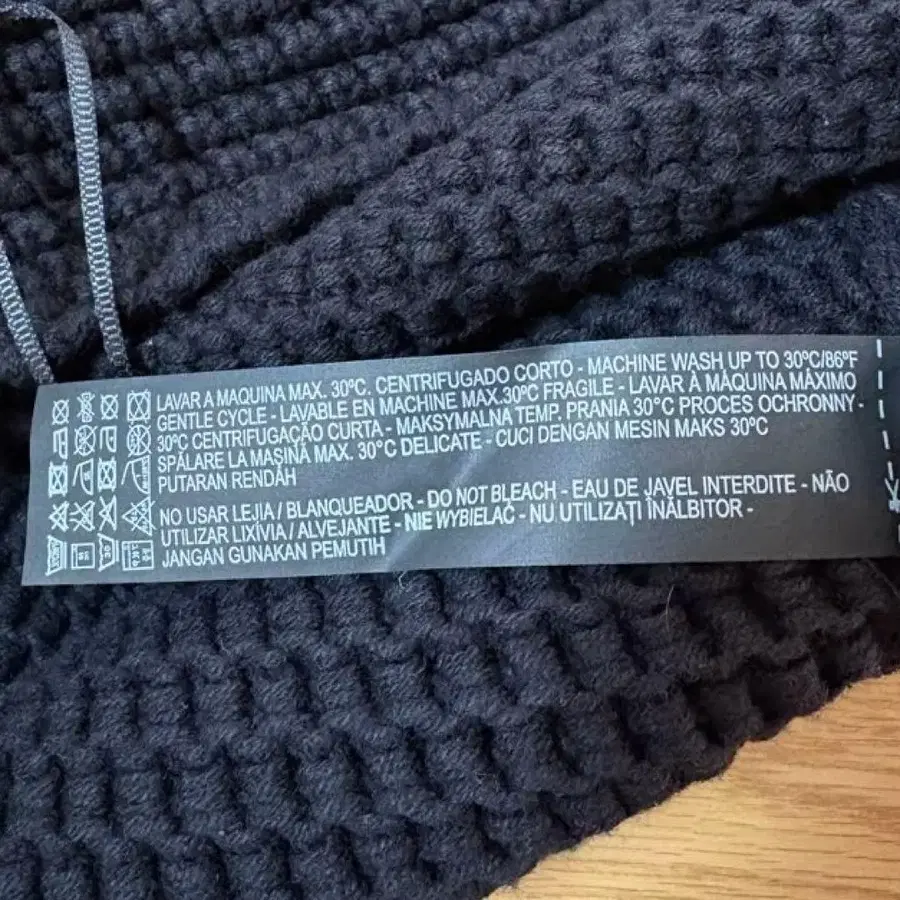 LAVAR A MAQUINA MAX. 30ºC. CENTRIFUGADO CORTO - MACHINE WASH UP TO 30ºC/86ºF
GENTLE CYCLE - LAVABLE EN MACHINE MAX.30ºC FRAGILE - LAVAR À MÁQUINA MÁXIMO
30ºC CENTRIFUGAÇÃO CURTA - MAKSYMALNA TEMP. PRANIA 30°C PROCES OCHRONNY -
SPĂLARE LA MAȘINĂ MAX. 30ºC DELICATE - CUCI DENGAN MESIN MAKS 30ºC
PUTARAN RENDAH
NO USAR LEJIA / BLANQUEADOR - DO NOT BLEACH - EAU DE JAVEL INTERDITE - NÃO
UTILIZAR LIXÍVIA / ALVEJANTE - NIE WYBIELAĆ - NU UTILIZAȚI ÎNĂLBITOR -
JANGAN GUNAKAN PEMUTIH